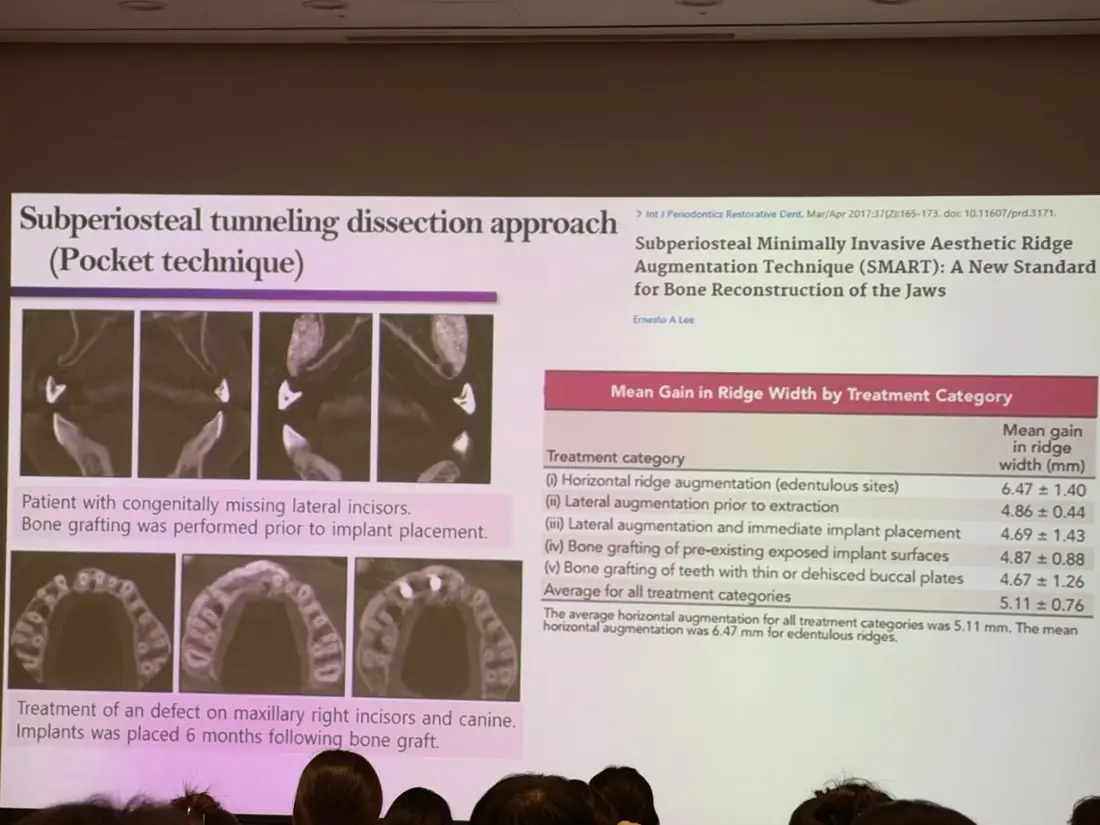 Subperiosteal tunneling dissection approach
(Pocket technique)
Patient with congenitally missing lateral incisors.
Bone grafting was performed prior to implant placement.
Treatment of an defect on maxillary right incisors and canine.
Implants was placed 6 months following bone graft.
> Int J Periodontics Restorative Dent. Mar/Apr 2017;37(2):165-173. doi: 10.11607/prd.3171.
Subperiosteal Minimally Invasive Aesthetic Ridge
Augmentation Technique (SMART): A New Standard
for Bone Reconstruction of the Jaws
Ernesto A Lee
Mean Gain in Ridge Width by Treatment Category
Treatment category
Mean gain
in ridge
width (mm)
(i) Horizontal ridge augmentation (edentulous sites) 6.47 ± 1.40
(ii) Lateral augmentation prior to extraction 4.86 ± 0.44
(iii) Lateral augmentation and immediate implant placement 4.69 ± 1.43
(iv) Bone grafting of pre-existing exposed implant surfaces 4.87 ± 0.88
(v) Bone grafting of teeth with thin or dehisced buccal plates 4.67 ± 1.26
Average for all treatment categories 5.11 ± 0.76
The average horizontal augmentation for all treatment categories was 5.11 mm. The mean
horizontal augmentation was 6.47 mm for edentulous ridges.